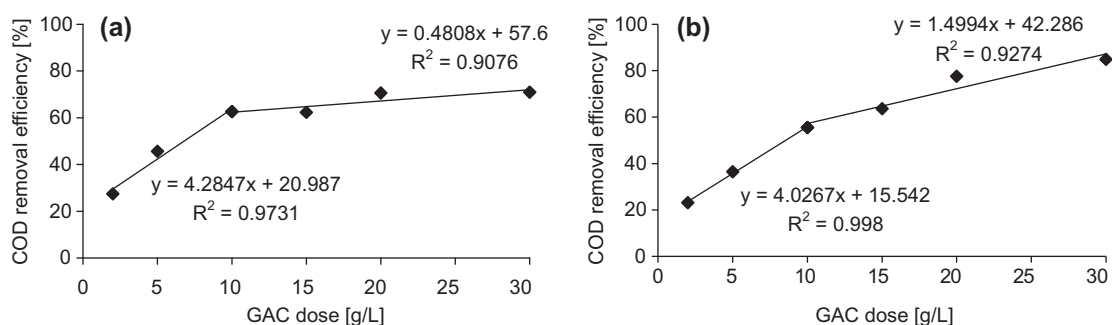 (a)
COD removal efficiency [%]
100
80
60
40
20
0
y = 0.4808x + 57.6
R² = 0.9076
y = 4.2847x + 20.987
R² = 0.9731
0 5 10 15 20 25 30
GAC dose [g/L]
(b)
COD removal efficiency [%]
100
80
60
40
20
0
y = 1.4994x + 42.286
R² = 0.9274
y = 4.0267x + 15.542
R² = 0.998
0 5 10 15 20 25 30
GAC dose [g/L]